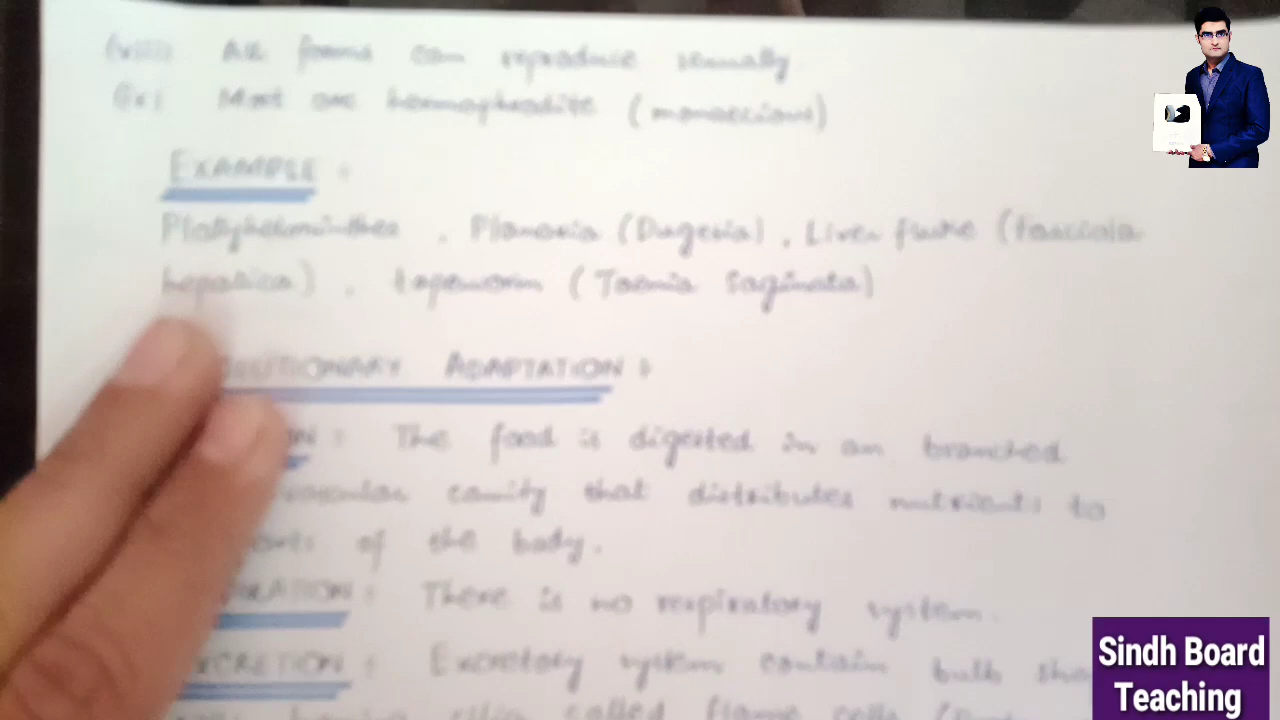 (viii) All forms can reproduce sexually
(ix) Most are hermaphrodite (monoecious)
EXAMPLE :
Platyhelminthes , Planaria (Dugesia) , Liver fluke (Fasciola
hepatica) , tapeworm (Taenia Saginata)
ADAPTATION :
: The food is digested in an branched
cavity that distributes nutrients to
of the body.
: There is no respiratory system.
EXCRETION : Excretory system contain bulb
having cilia called flame cells
Sindh Board
Teaching